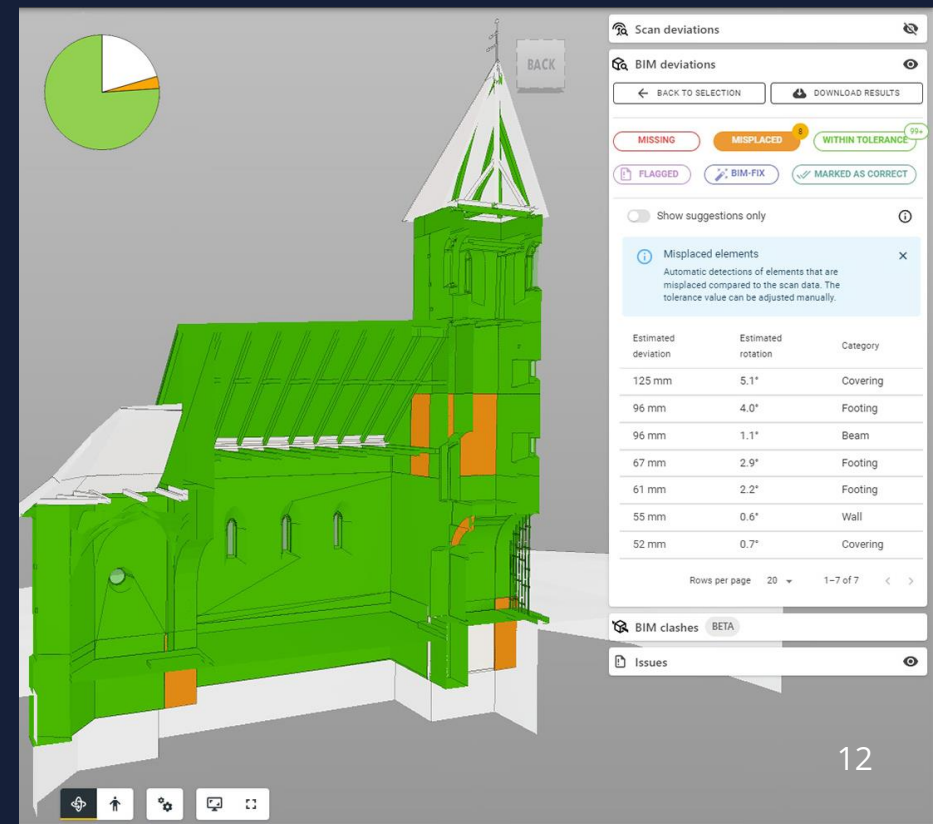 BACK
Scan deviations
BIM deviations
BACK TO SELECTION
DOWNLOAD RESULTS
MISSING
MISPLACED
8
WITHIN TOLERANCE
99+
FLAGGED
BIM-FIX
MARKED AS CORRECT
Show suggestions only
Misplaced elements
Automatic detections of elements that are
misplaced compared to the scan data. The
tolerance value can be adjusted manually.
Estimated deviation Estimated rotation Category
125 mm 5.1° Covering
96 mm 4.0° Footing
96 mm 1.1° Beam
67 mm 2.9° Footing
61 mm 2.2° Footing
55 mm 0.6° Wall
52 mm 0.7° Covering
Rows per page 20 1–7 of 7
BIM clashes BETA
Issues
12